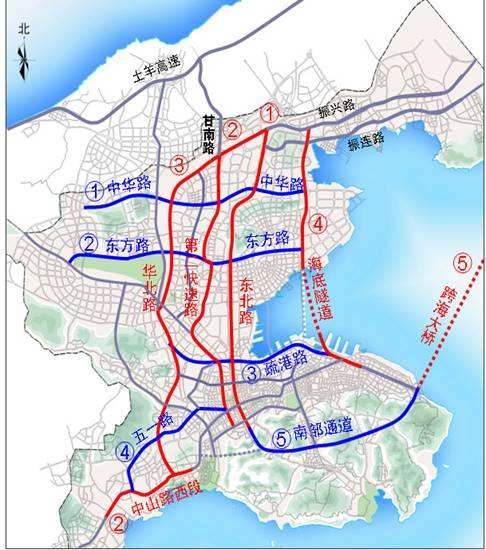 北
土羊高速
①
振兴路
甘南路
②
振连路
③
①中华路
中华路
④
②东方路
东方路
⑤
华北路
第一快速路
东北路
海底隧道
跨海大桥
③疏港路
④五一路
⑤南部通道
中山路西段
②